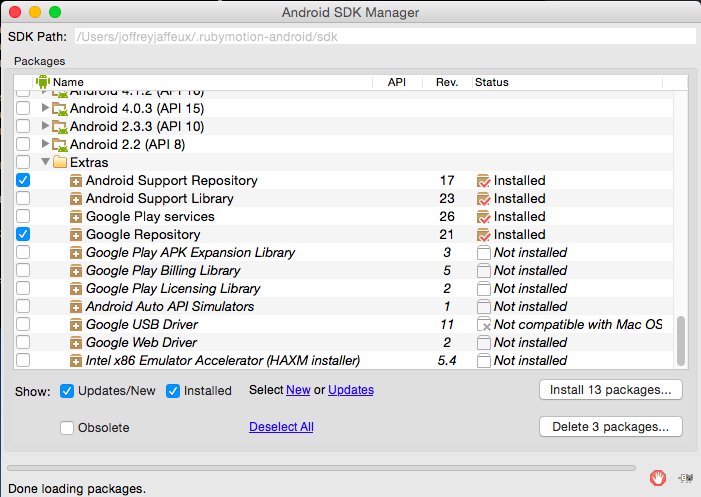 Android SDK Manager
SDK Path: /Users/joffreyjaffeux/.rubymotion-android/sdk
Packages
Name API Rev. Status
Android 4.1.2 (API 16)
Android 4.0.3 (API 15)
Android 2.3.3 (API 10)
Android 2.2 (API 8)
Extras
Android Support Repository 17 Installed
Android Support Library 23 Installed
Google Play services 26 Installed
Google Repository 21 Installed
Google Play APK Expansion Library 3 Not installed
Google Play Billing Library 5 Not installed
Google Play Licensing Library 2 Not installed
Android Auto API Simulators 1 Not installed
Google USB Driver 11 Not compatible with Mac OS
Google Web Driver 2 Not installed
Intel x86 Emulator Accelerator (HAXM installer) 5.4 Not installed
Show: Updates/New Installed Select New or Updates Install 13 packages...
Obsolete Deselect All Delete 3 packages...
Done loading packages.